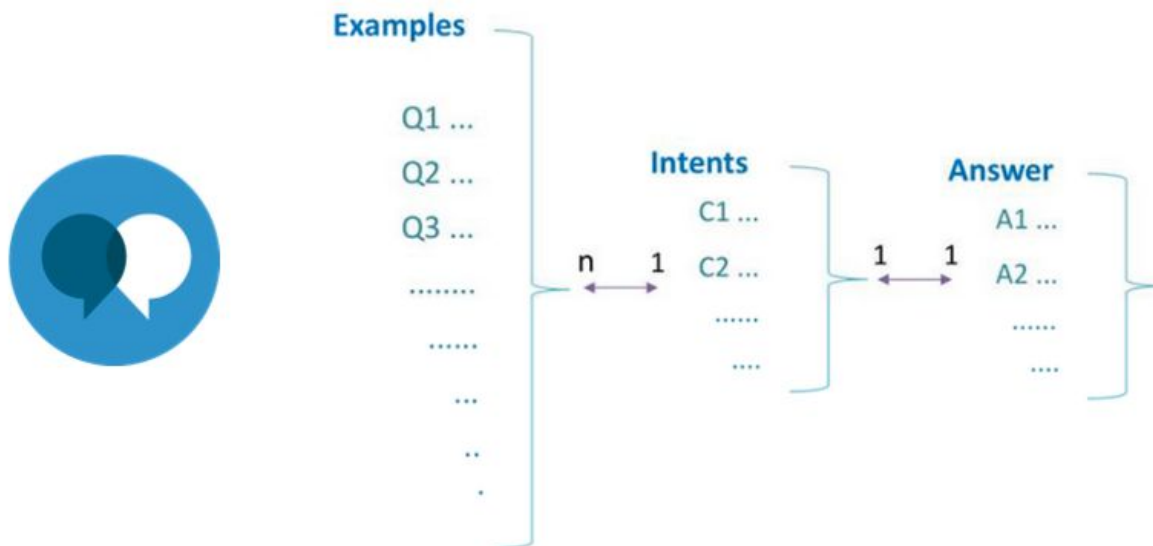 Examples
Q1 ...
Q2 ...
Q3 ...
........
......
...
..
.
n 1
Intents
C1 ...
C2 ...
......
....
1 1
Answer
A1 ...
A2 ...
......
....